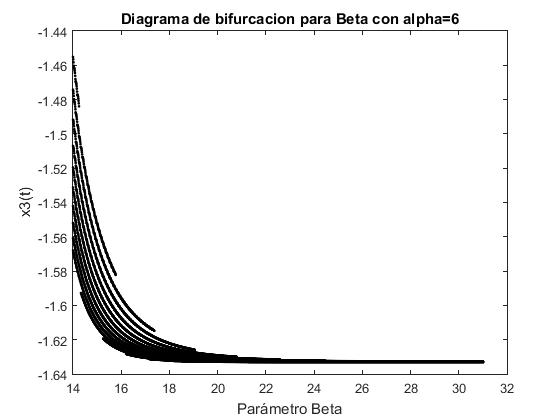 Diagrama de bifurcacion para Beta con alpha=6
-1.44
-1.46
-1.48
-1.5
-1.52
-1.54
-1.56
-1.58
-1.6
-1.62
-1.64
x3(t)
14 16 18 20 22 24 26 28 30 32
Parámetro Beta